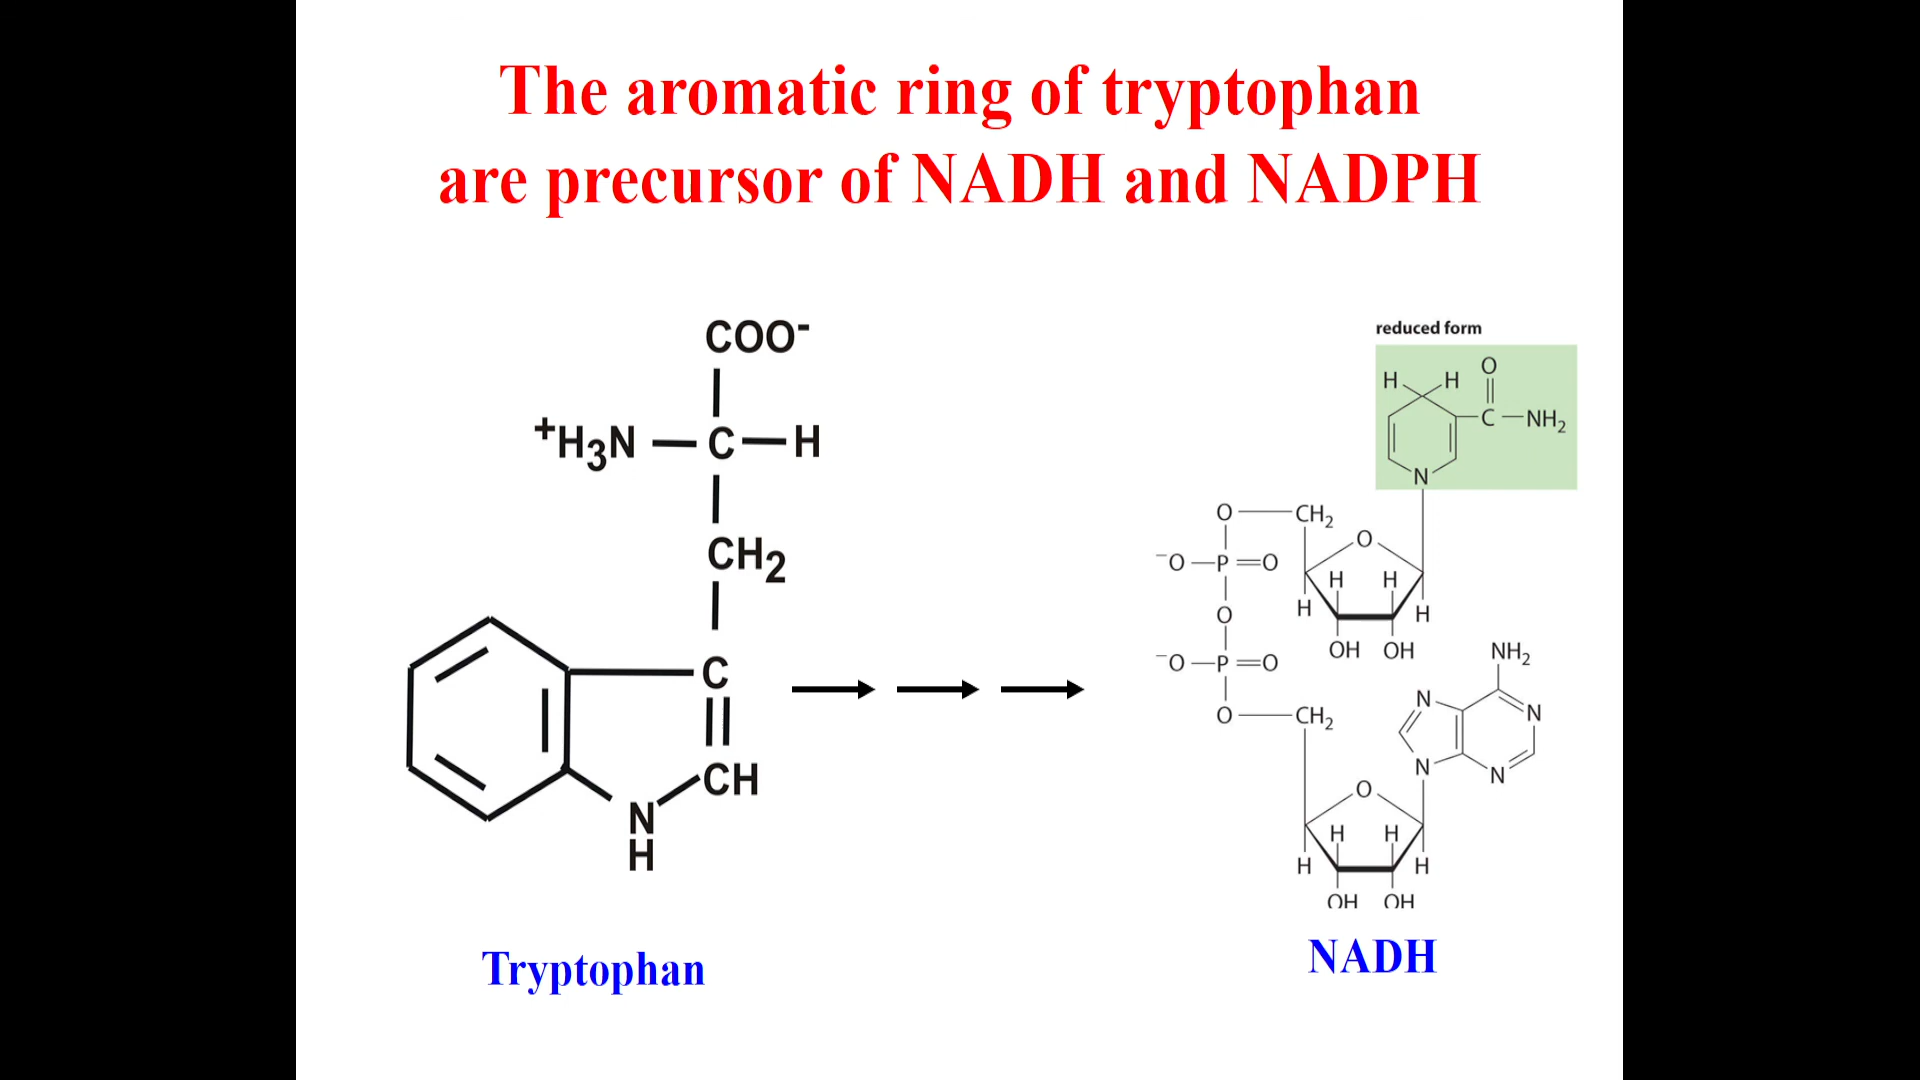 The aromatic ring of tryptophan
are precursor of NADH and NADPH
COO-
+H3N — C — H
CH2
C
CH
N
H
Tryptophan
reduced form
H H O
C — NH2
N
O — CH2
O
-O — P = O
H H
H H
O
OH OH
-O — P = O
NH2
O — CH2
N N
N N
O
H H
H H
OH OH
NADH